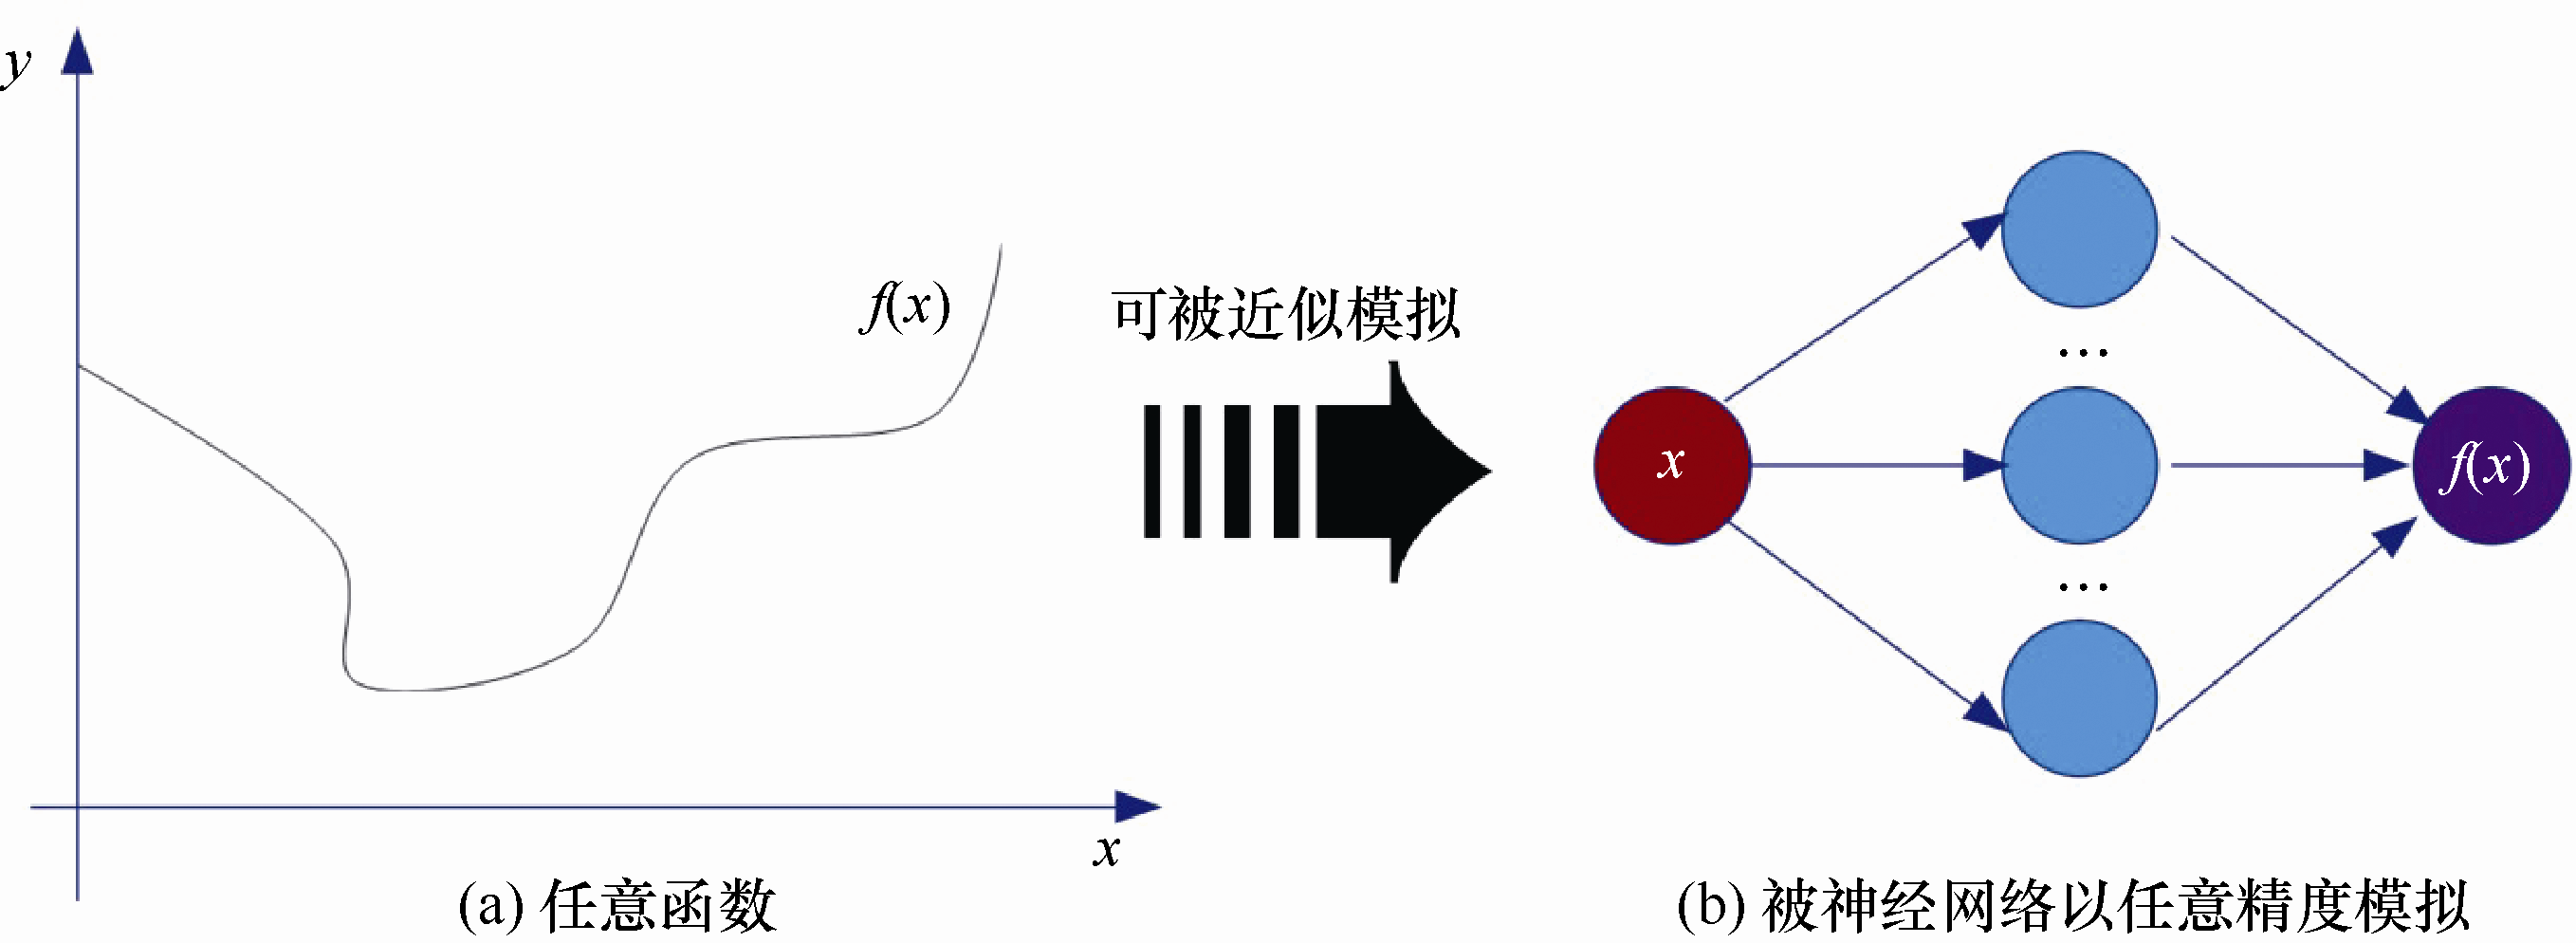 y
f(x)
x
(a) 任意函数
可被近似模拟
x
…
…
f(x)
(b) 被神经网络以任意精度模拟